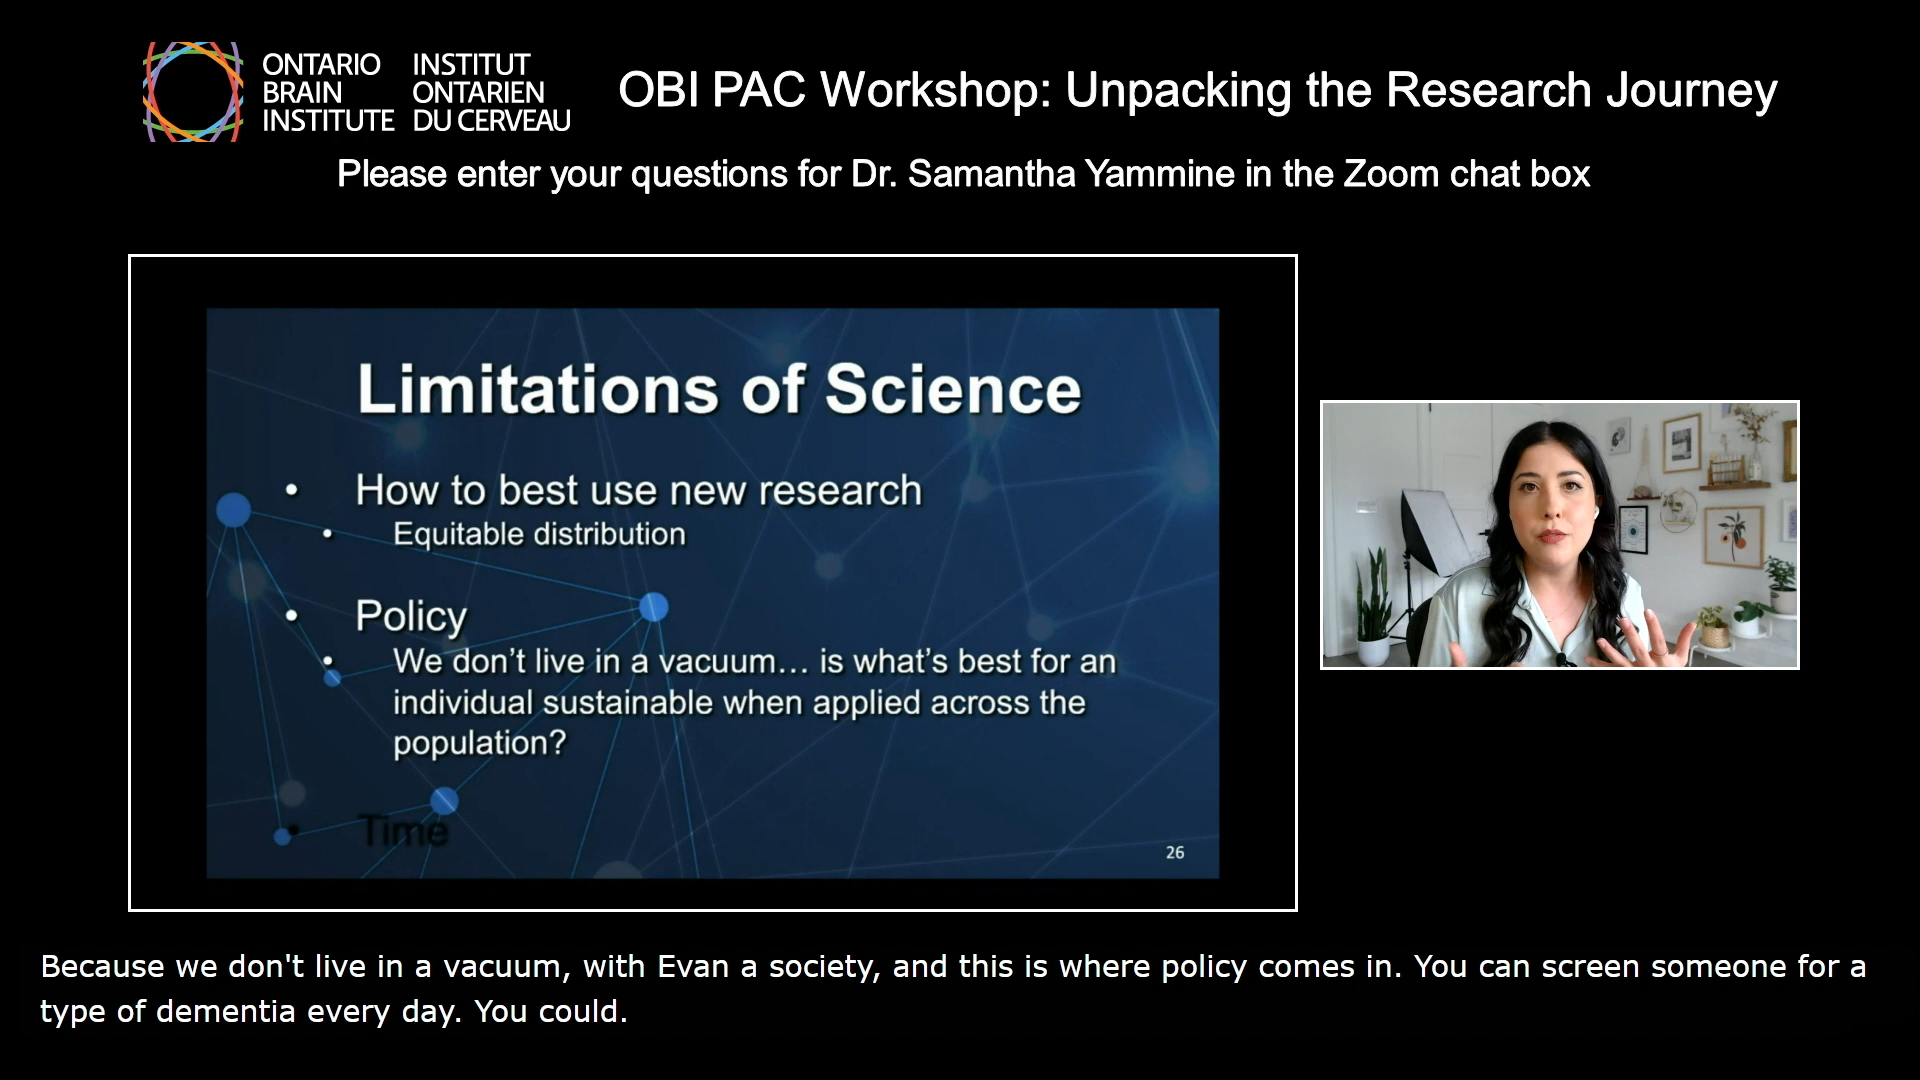 ONTARIO
BRAIN
INSTITUTE
INSTITUT
ONTARIEN
DU CERVEAU
OBI PAC Workshop: Unpacking the Research Journey
Please enter your questions for Dr. Samantha Yammine in the Zoom chat box
Limitations of Science
• How to best use new research
• Equitable distribution
• Policy
• We don’t live in a vacuum… is what’s best for an
individual sustainable when applied across the
population?
• Time
26
Because we don't live in a vacuum, with Evan a society, and this is where policy comes in. You can screen someone for a
type of dementia every day. You could.